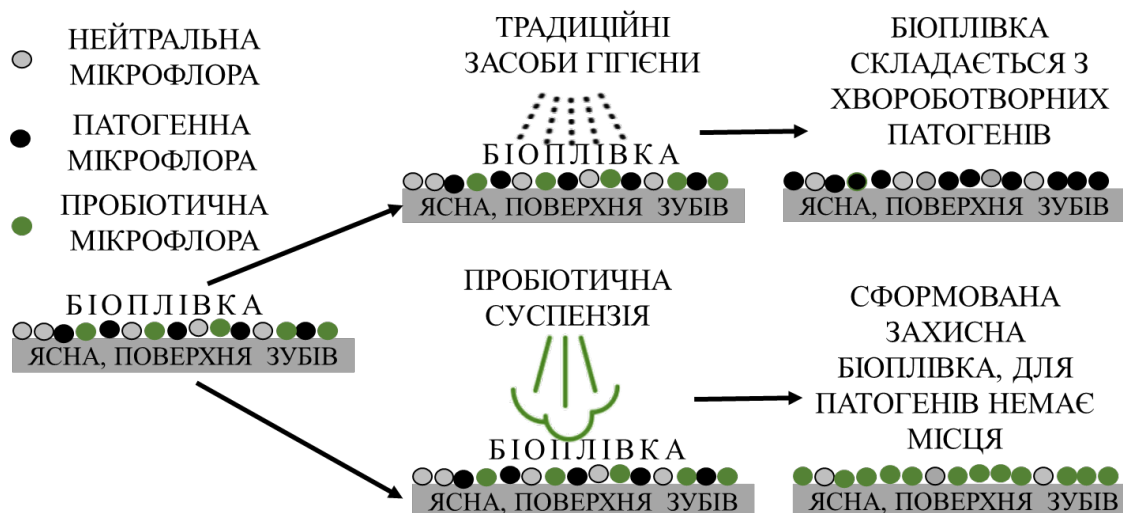 НЕЙТРАЛЬНА
МІКРОФЛОРА
ПАТОГЕННА
МІКРОФЛОРА
ПРОБІОТИЧНА
МІКРОФЛОРА
БІОПЛІВКА
ЯСНА, ПОВЕРХНЯ ЗУБІВ
ТРАДИЦІЙНІ
ЗАСОБИ ГІГІЄНИ
БІОПЛІВКА
ЯСНА, ПОВЕРХНЯ ЗУБІВ
БІОПЛІВКА
СКЛАДАЄТЬСЯ З
ХВОРОБОТВОРНИХ
ПАТОГЕНІВ
ЯСНА, ПОВЕРХНЯ ЗУБІВ
ПРОБІОТИЧНА
СУСПЕНЗІЯ
БІОПЛІВКА
ЯСНА, ПОВЕРХНЯ ЗУБІВ
СФОРМОВАНА
ЗАХИСНА
БІОПЛІВКА, ДЛЯ
ПАТОГЕНІВ НЕМАЄ
МІСЦЯ
ЯСНА, ПОВЕРХНЯ ЗУБІВ